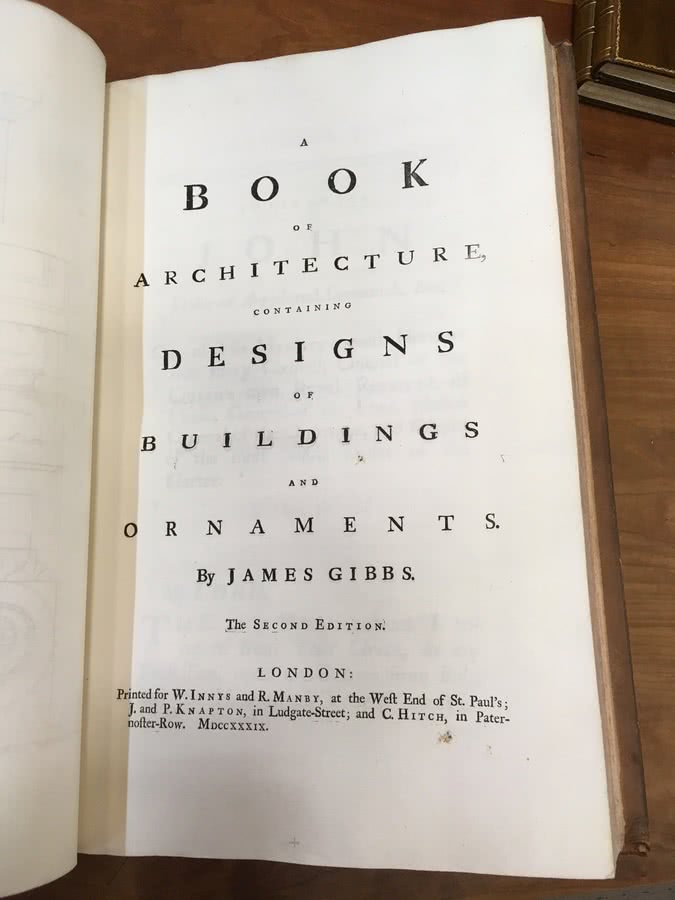 A
BOOK
OF
ARCHITECTURE,
CONTAINING
DESIGNS
OF
BUILDINGS
AND
ORNAMENTS.
By JAMES GIBBS.
The SECOND EDITION.
LONDON:
Printed for W. INNYS and R. MANBY, at the Weſt End of St. Paul's;
J. and P. KNAPTON, in Ludgate-Street; and C. HITCH, in Pater-
noſter-Row. MDCCXXXIX.